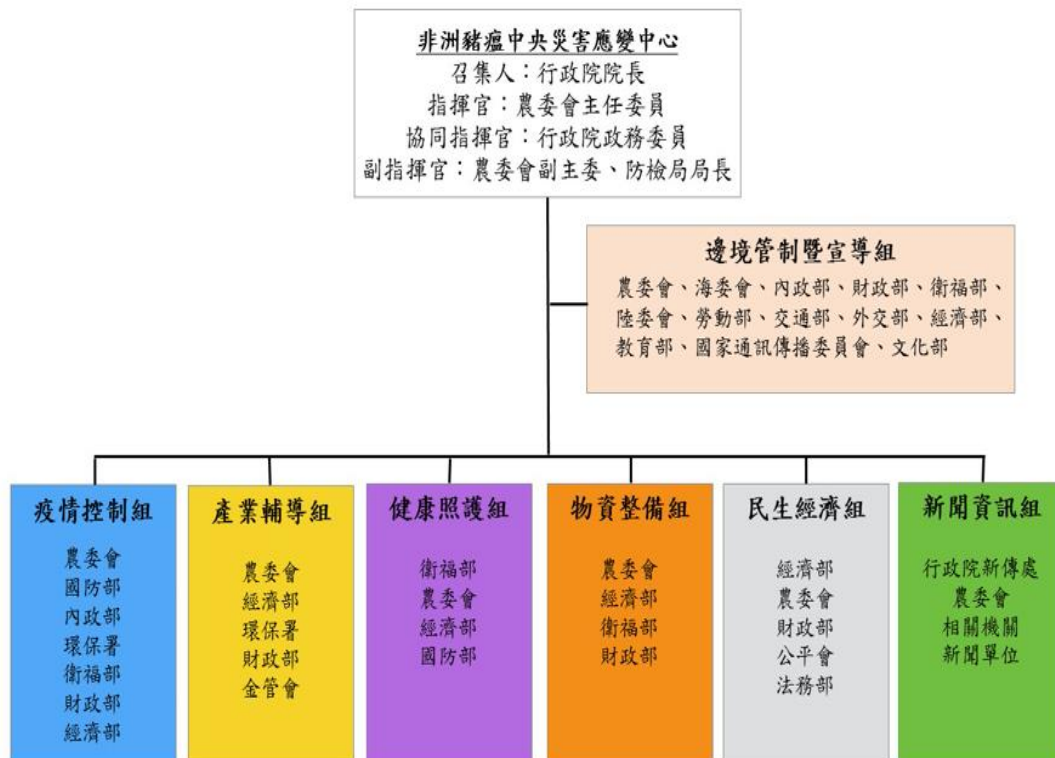 非洲豬瘟中央災害應變中心
召集人：行政院院長
指揮官：農委會主任委員
協同指揮官：行政院政務委員
副指揮官：農委會副主委、防檢局局長
邊境管制暨宣導組
農委會、海委會、內政部、財政部、衛福部、
陸委會、勞動部、交通部、外交部、經濟部、
教育部、國家通訊傳播委員會、文化部
疫情控制組
農委會
國防部
內政部
環保署
衛福部
財政部
經濟部
產業輔導組
農委會
經濟部
環保署
財政部
金管會
健康照護組
衛福部
農委會
經濟部
國防部
物資整備組
農委會
經濟部
衛福部
財政部
民生經濟組
經濟部
農委會
財政部
公平會
法務部
新聞資訊組
行政院新傳處
農委會
相關機關
新聞單位